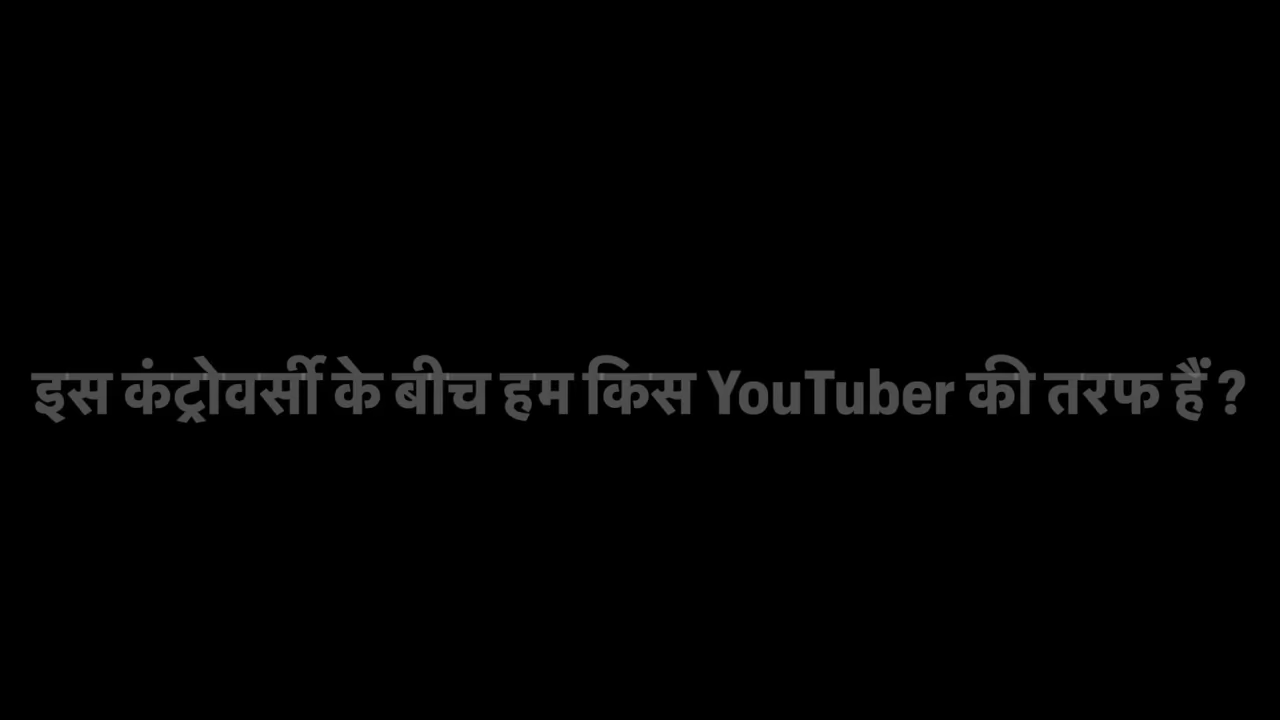 इस कंट्रोवर्सी के बीच हम किस YouTuber की तरफ हैं ?